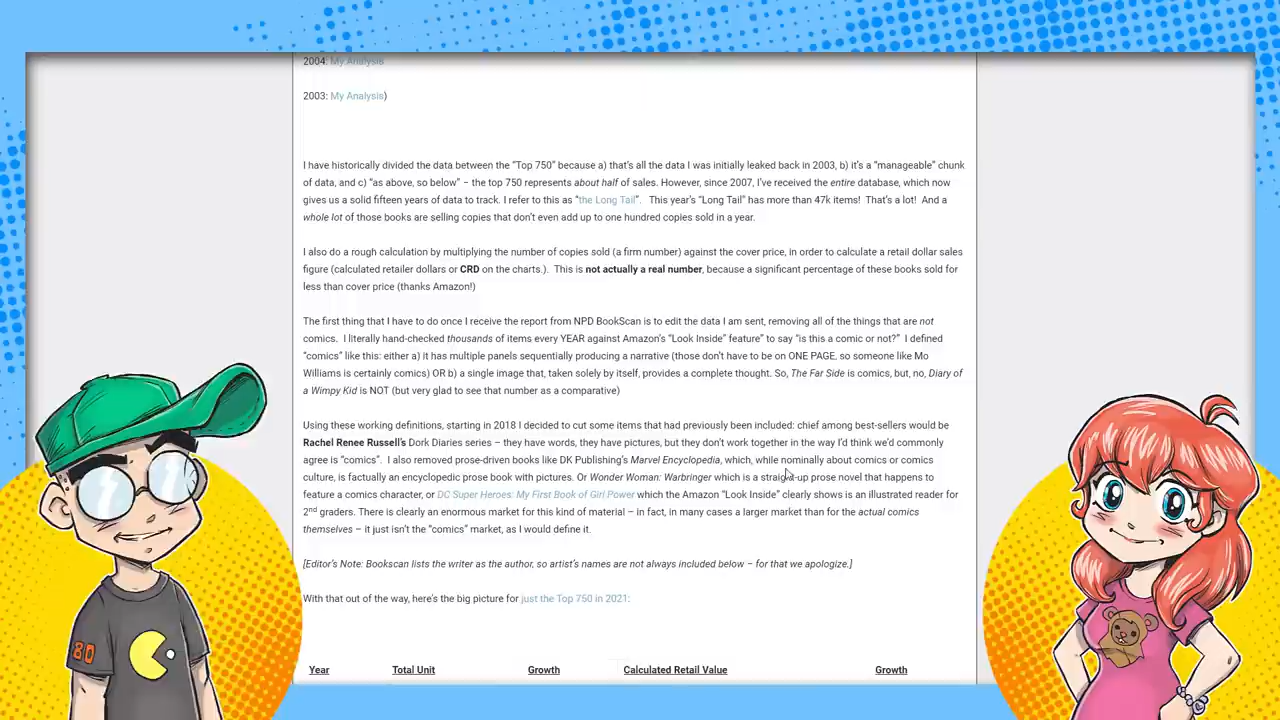 2004: My Analysis
2003: My Analysis)
I have historically divided the data between the “Top 750” because a) that’s all the data I was initially leaked back in 2003, b) it’s a “manageable” chunk
of data, and c) “as above, so below” – the top 750 represents about half of sales. However, since 2007, I’ve received the entire database, which now
gives us a solid fifteen years of data to track. I refer to this as “the Long Tail”. This year’s “Long Tail” has more than 47k items! That’s a lot! And a
whole lot of those books are selling copies that don’t even add up to one hundred copies sold in a year.
I also do a rough calculation by multiplying the number of copies sold (a firm number) against the cover price, in order to calculate a retail dollar sales
figure (calculated retailer dollars or CRD on the charts.). This is not actually a real number, because a significant percentage of these books sold for
less than cover price (thanks Amazon!)
The first thing that I have to do once I receive the report from NPD BookScan is to edit the data I am sent, removing all of the things that are not
comics. I literally hand-checked thousands of items every YEAR against Amazon’s “Look Inside” feature” to say “is this a comic or not?” I defined
“comics” like this: either a) it has multiple panels sequentially producing a narrative (those don’t have to be on ONE PAGE, so someone like Mo
Williams is certainly comics) OR b) a single image that, taken solely by itself, provides a complete thought. So, The Far Side is comics, but, no, Diary of
a Wimpy Kid is NOT (but very glad to see that number as a comparative)
Using these working definitions, starting in 2018 I decided to cut some items that had previously been included: chief among best-sellers would be
Rachel Renee Russell’s Dork Diaries series – they have words, they have pictures, but they don’t work together in the way I’d think we’d commonly
agree is “comics”. I also removed prose-driven books like DK Publishing’s Marvel Encyclopedia, which, while nominally about comics or comics
culture, is factually an encyclopedic prose book with pictures. Or Wonder Woman: Warbringer which is a straight-up prose novel that happens to
feature a comics character, or DC Super Heroes: My First Book of Girl Power which the Amazon “Look Inside” clearly shows is an illustrated reader for
2nd graders. There is clearly an enormous market for this kind of material – in fact, in many cases a larger market than for the actual comics
themselves – it just isn’t the “comics” market, as I would define it.
[Editor’s Note: Bookscan lists the writer as the author, so artist’s names are not always included below – for that we apologize.]
With that out of the way, here’s the big picture for just the Top 750 in 2021:
Year Total Unit Growth Calculated Retail Value Growth
80